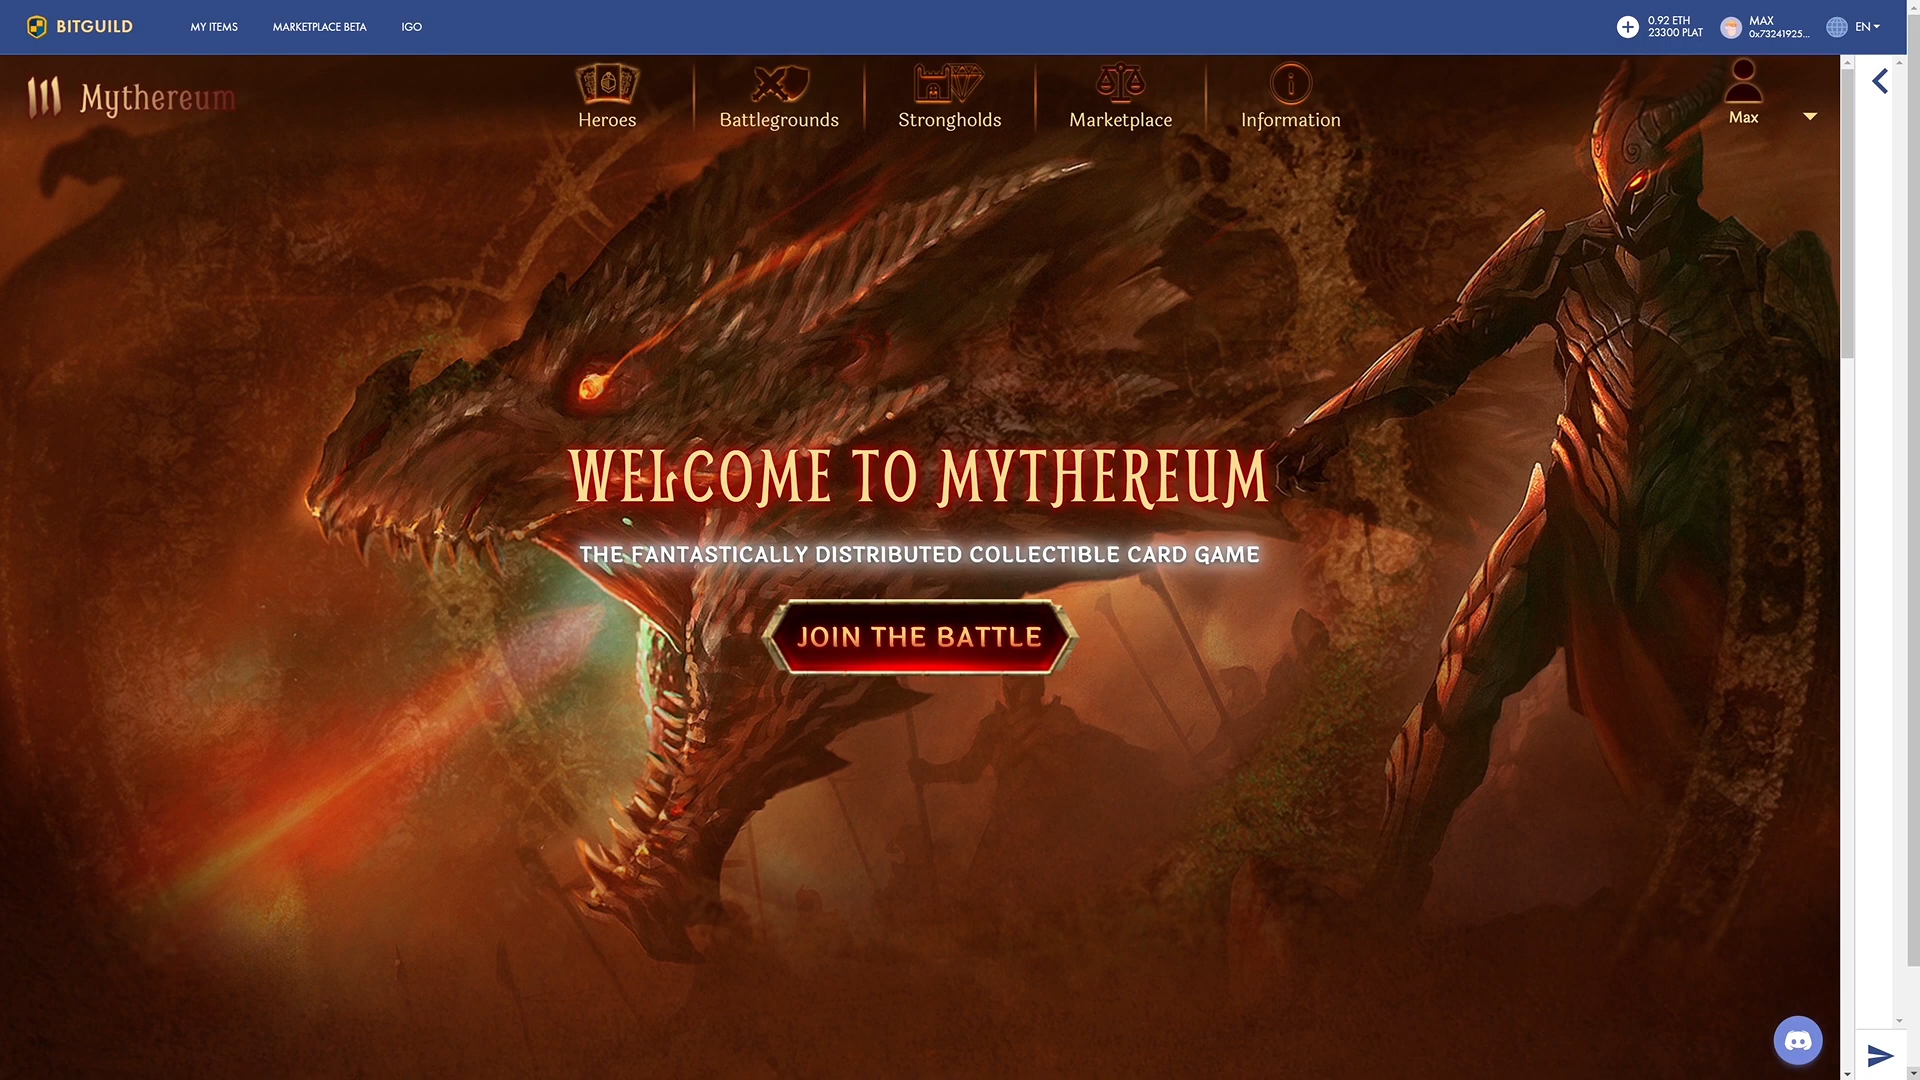 BITGUILD
MY ITEMS
MARKETPLACE BETA
IGO
0.92 ETH
23300 PLAT
MAX
0x73241925...
EN
Mythereum
Heroes
Battlegrounds
Strongholds
Marketplace
Information
Max
WELCOME TO MYTHEREUM
THE FANTASTICALLY DISTRIBUTED COLLECTIBLE CARD GAME
JOIN THE BATTLE